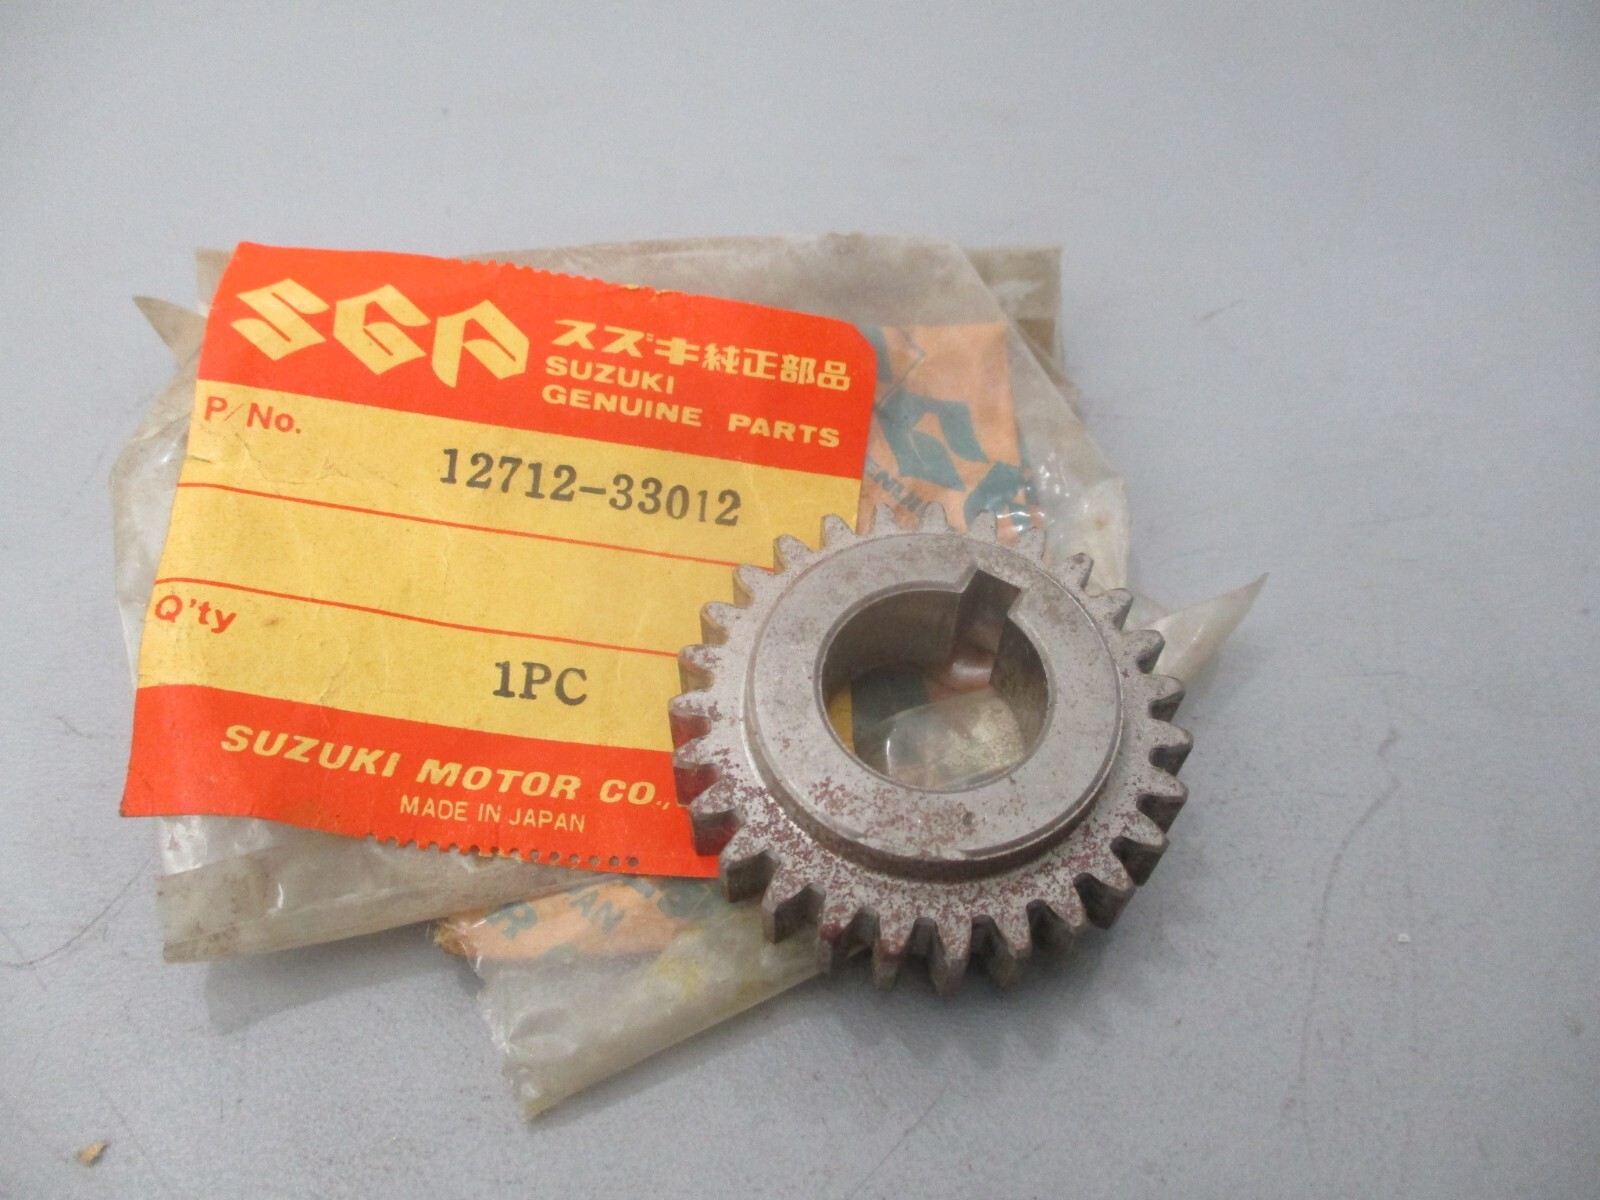 SGP
スズキ純正部品
SUZUKI
GENUINE PARTS
P/No.
12712-33012
Q'ty
1PC
SUZUKI MOTOR CO.,
MADE IN JAPAN